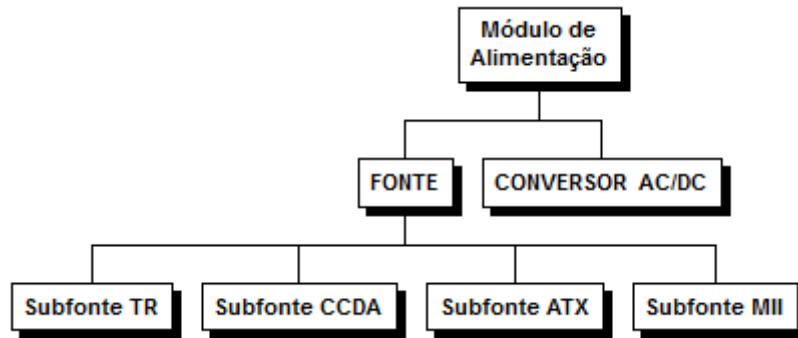 Módulo de
Alimentação
FONTE
CONVERSOR AC/DC
Subfonte TR
Subfonte CCDA
Subfonte ATX
Subfonte MII